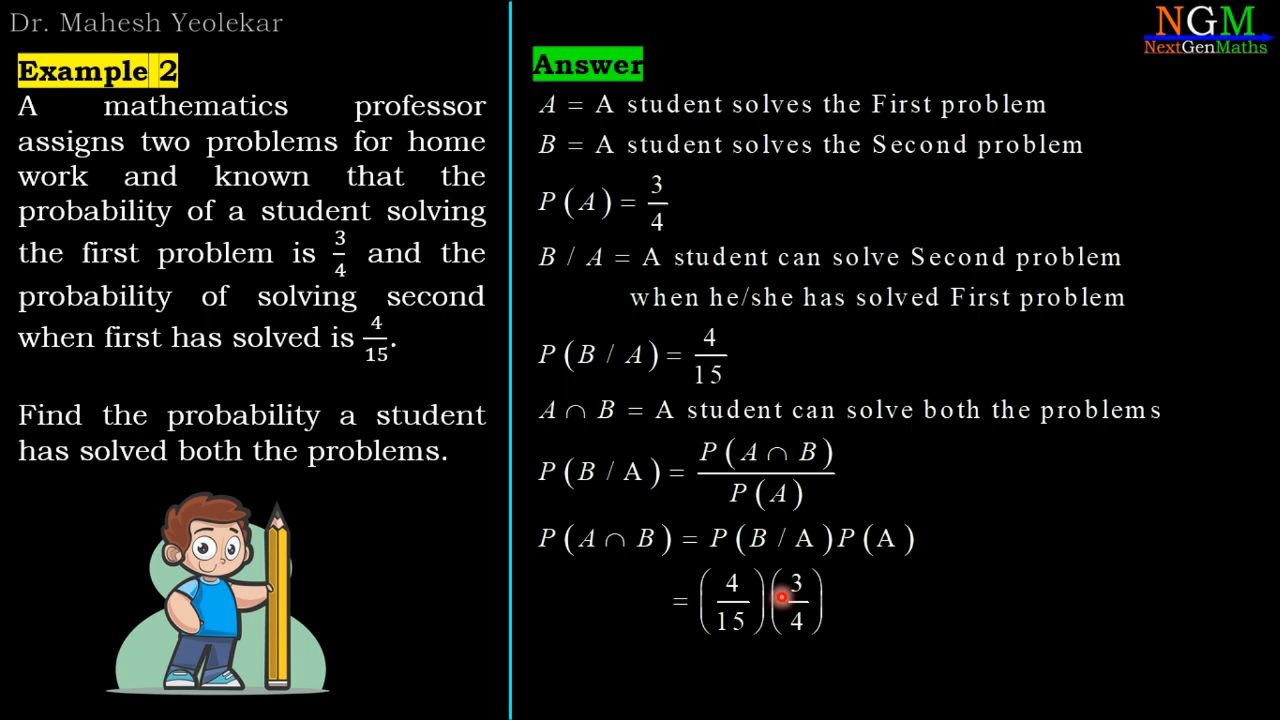 Dr. Mahesh Yeolekar
Example 2
A mathematics professor
assigns two problems for home
work and known that the
probability of a student solving
the first problem is 3/4 and the
probability of solving second
when first has solved is 4/15.
Find the probability a student
has solved both the problems.
NGM
NextGenMaths
Answer
A = A student solves the First problem
B = A student solves the Second problem
P(A) = 3/4
B / A = A student can solve Second problem
when he/she has solved First problem
P(B / A) = 4/15
A ∩ B = A student can solve both the problems
P(B / A) = P(A ∩ B)/P(A)
P(A ∩ B) = P(B / A)P(A)
= (4/15)(3/4)